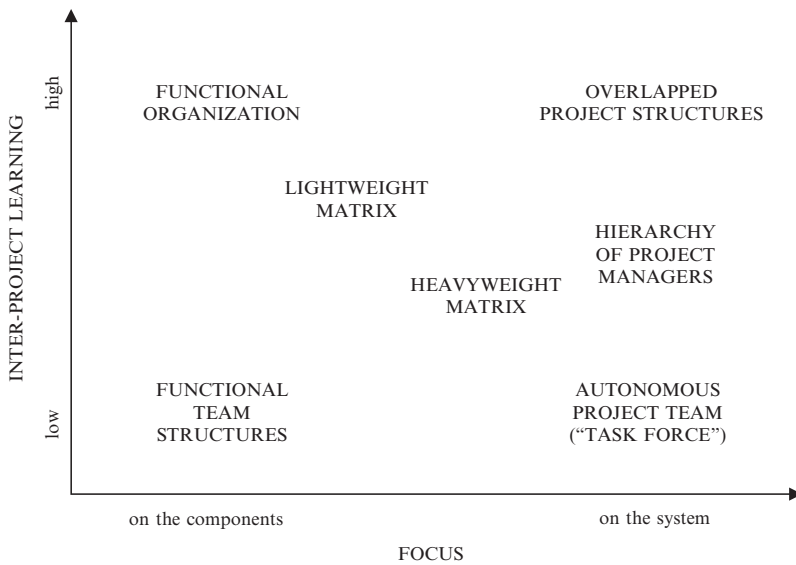 INTER-PROJECT LEARNING
high
low
FUNCTIONAL
ORGANIZATION
OVERLAPPED
PROJECT STRUCTURES
LIGHTWEIGHT
MATRIX
HIERARCHY
OF PROJECT
MANAGERS
HEAVYWEIGHT
MATRIX
FUNCTIONAL
TEAM
STRUCTURES
AUTONOMOUS
PROJECT TEAM
(“TASK FORCE”)
on the components
on the system
FOCUS